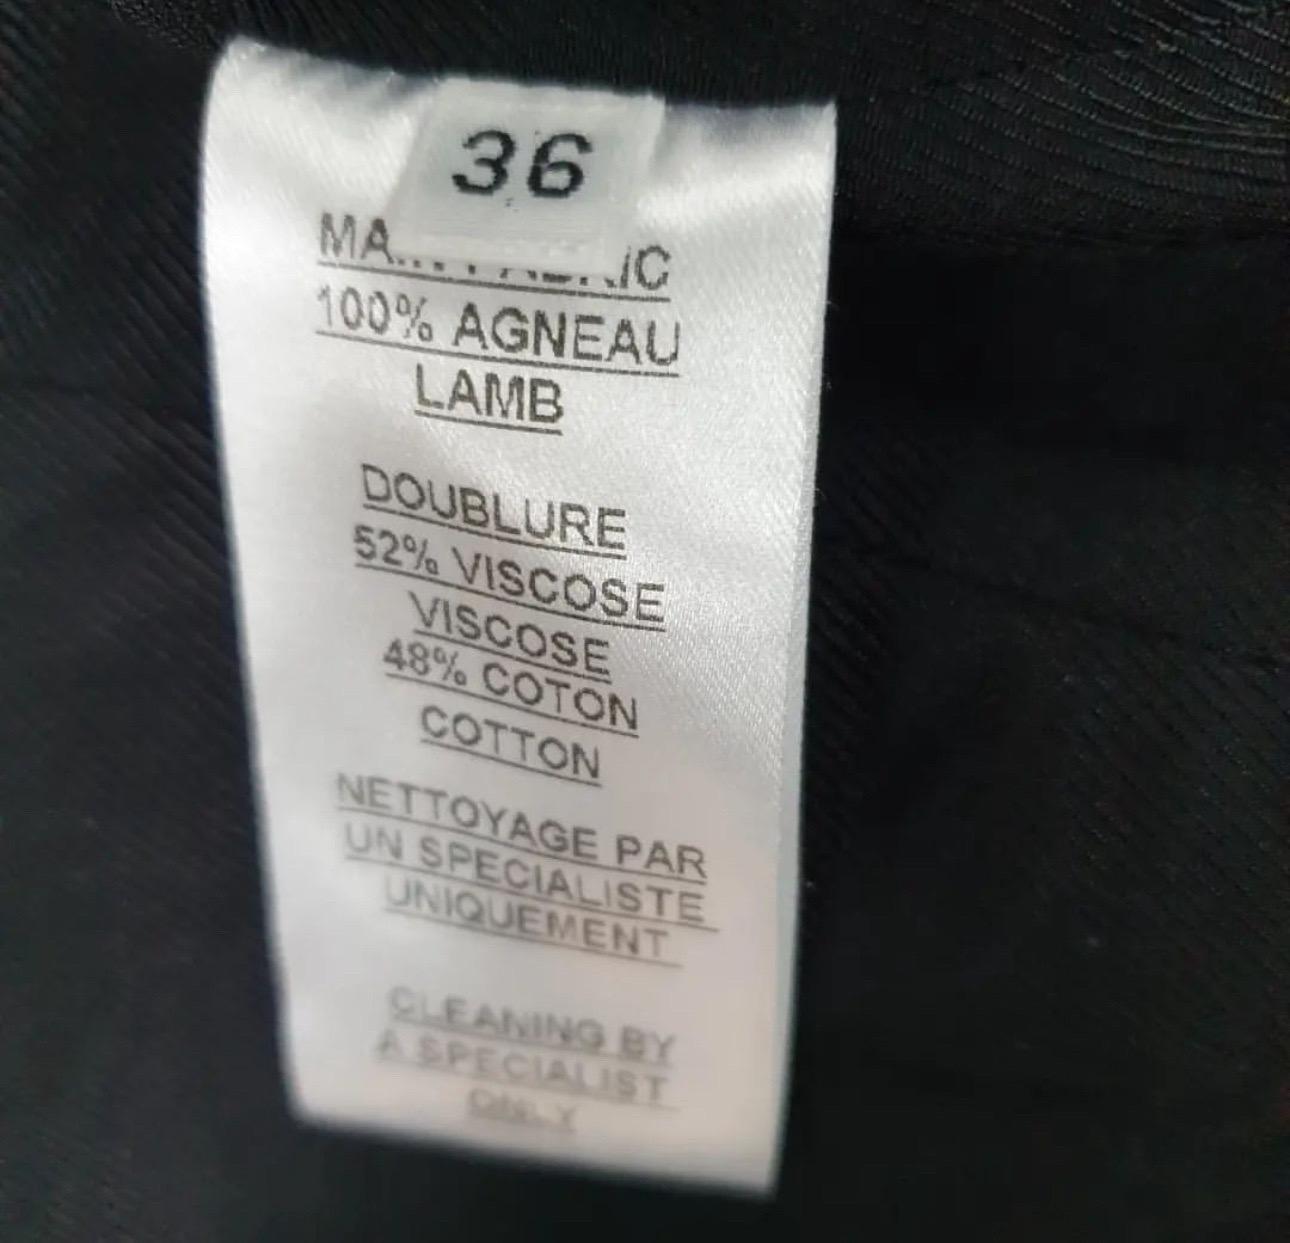 36
100% AGNEAU
LAMB
DOUBLURE
52% VISCOSE
VISCOSE
48% COTON
COTTON
NETTOYAGE PAR
UN SPECIALISTE
UNIQUEMENT
CLEANING BY
A SPECIALIST
ONLY